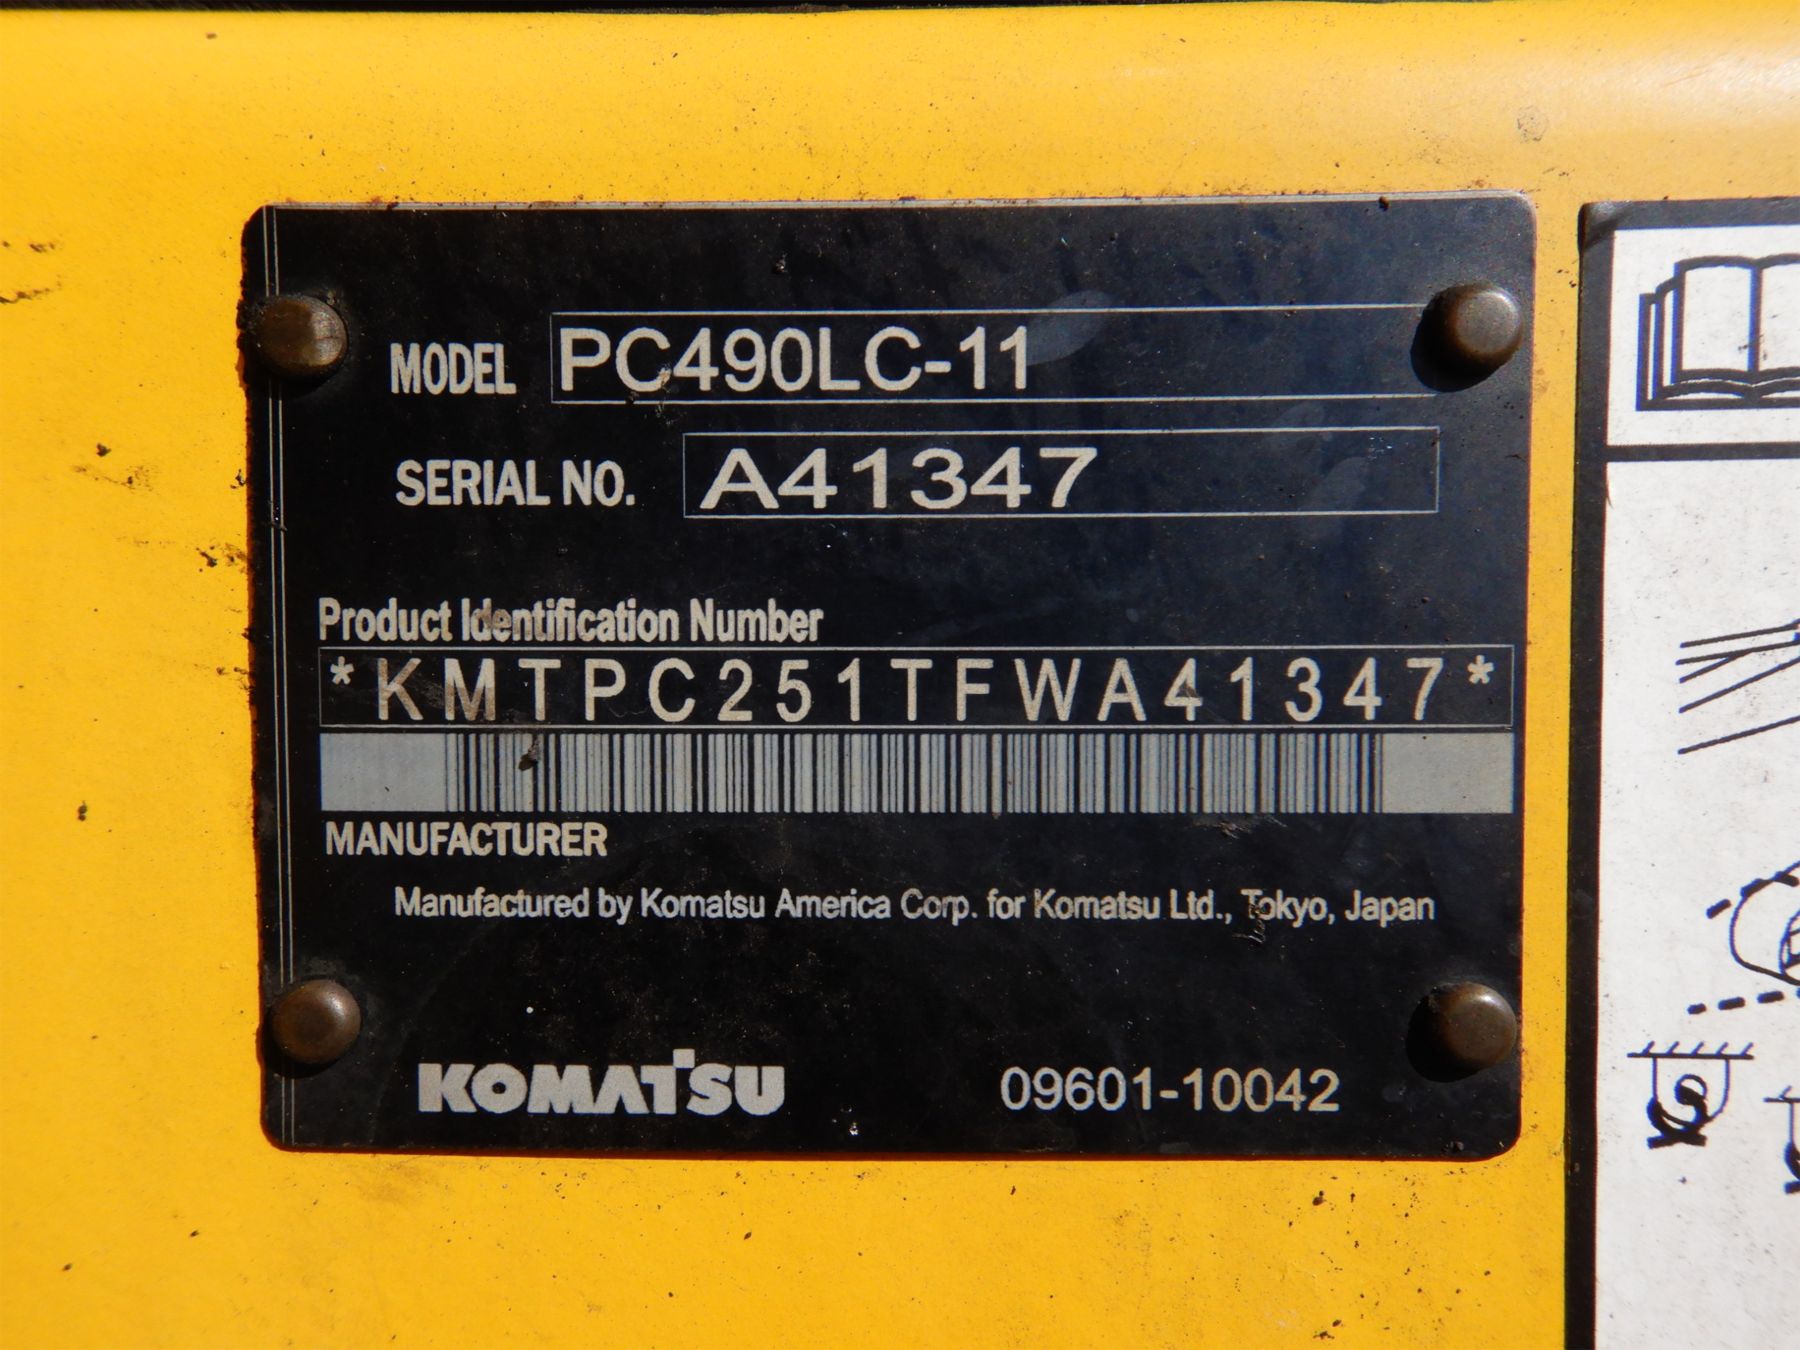 MODEL PC490LC-11
SERIAL NO. A41347
Product Identification Number
*KMTPC251TFWA41347*
MANUFACTURER
Manufactured by Komatsu America Corp. for Komatsu Ltd., Tokyo, Japan
KOMATSU 09601-10042